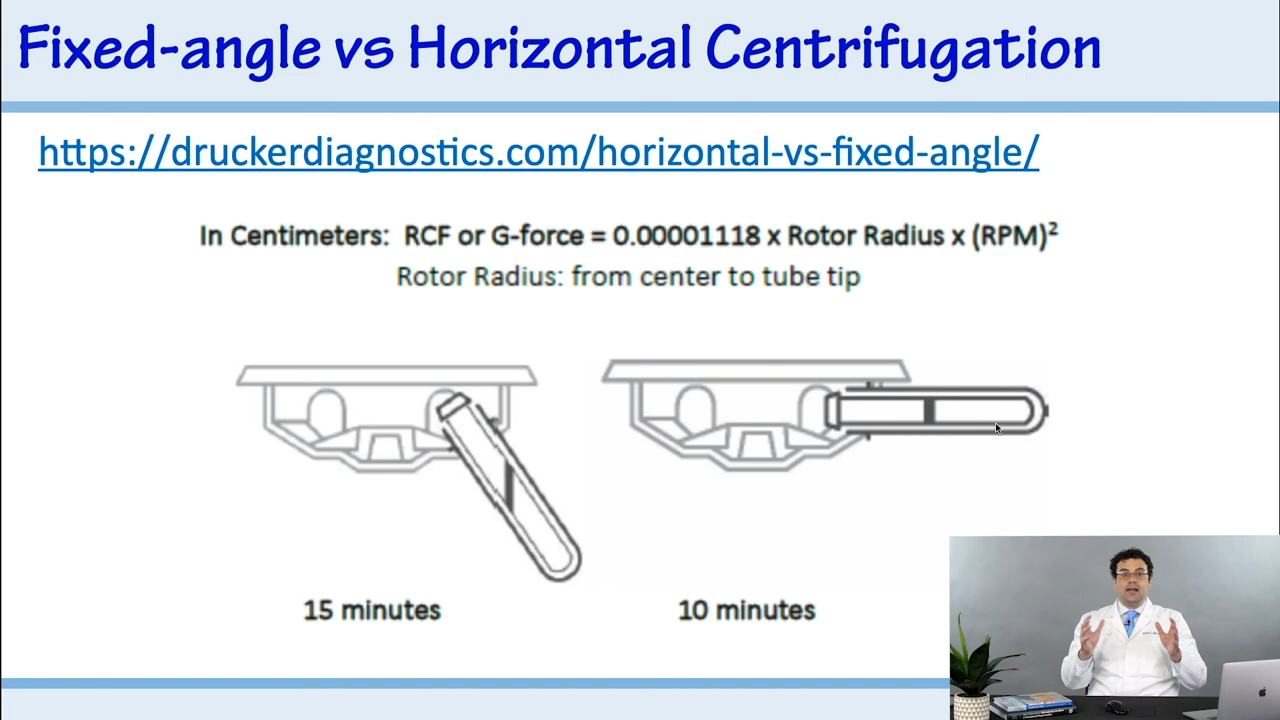 Fixed-angle vs Horizontal Centrifugation
https://druckerdiagnostics.com/horizontal-vs-fixed-angle/
In Centimeters: RCF or G-force = 0.00001118 x Rotor Radius x (RPM)²
Rotor Radius: from center to tube tip
15 minutes
10 minutes